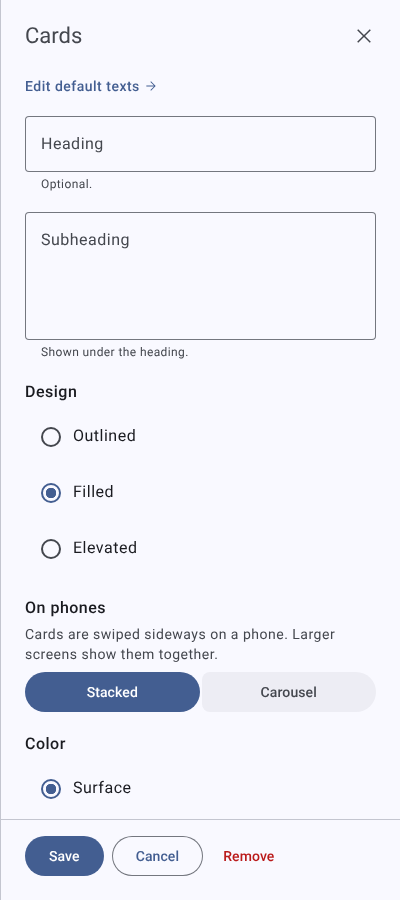 Cards
Edit default texts →
Heading
Optional.
Subheading
Shown under the heading.
Design
Outlined
Filled
Elevated
On phones
Cards are swiped sideways on a phone. Larger
screens show them together.
Stacked
Carousel
Color
Surface
Save
Cancel
Remove